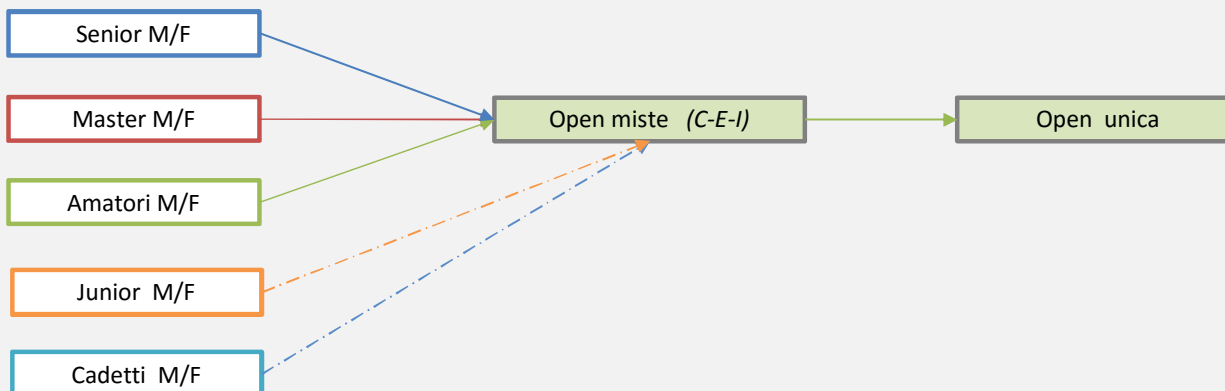 Senior M/F
Master M/F
Open miste (C-E-I)
Open unica
Amatori M/F
Junior M/F
Cadetti M/F